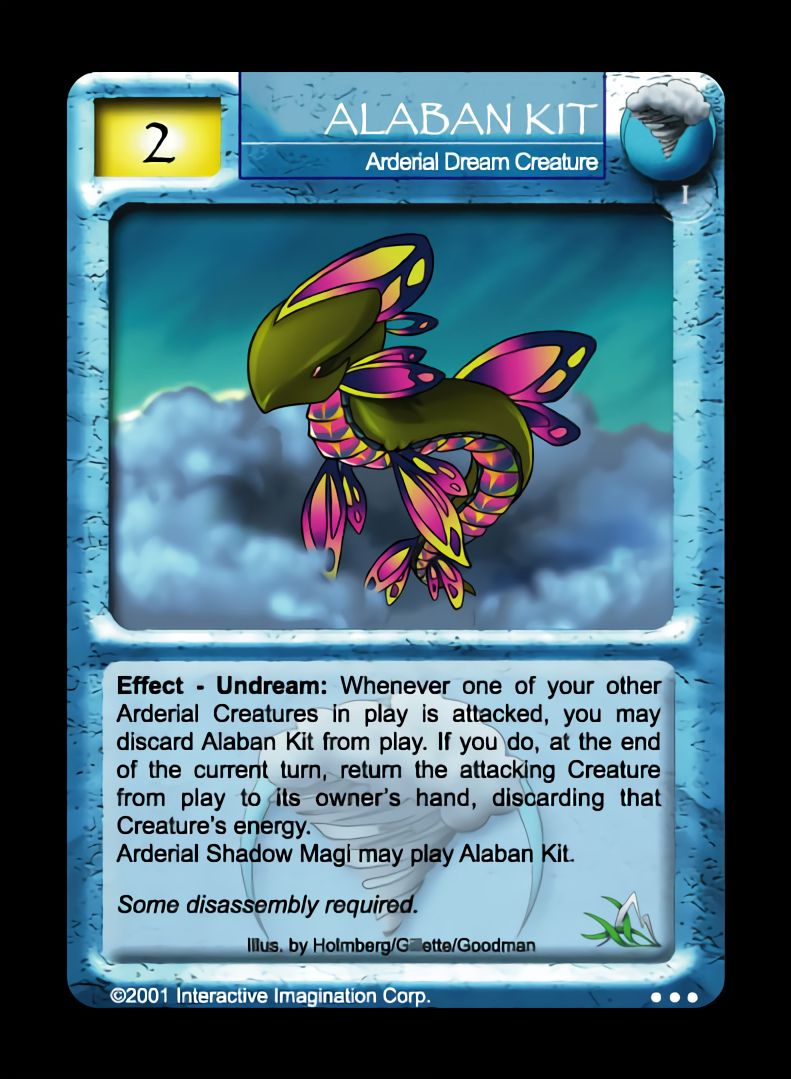 2
ALABAN KIT
Arderial Dream Creature
I
Effect - Undream: Whenever one of your other
Arderial Creatures in play is attacked, you may
discard Alaban Kit from play. If you do, at the end
of the current turn, return the attacking Creature
from play to its owner's hand, discarding that
Creature's energy.
Arderial Shadow Magi may play Alaban Kit.
Some disassembly required.
Illus. by Holmberg/ /Goodman
©2001 Interactive Imagination Corp.